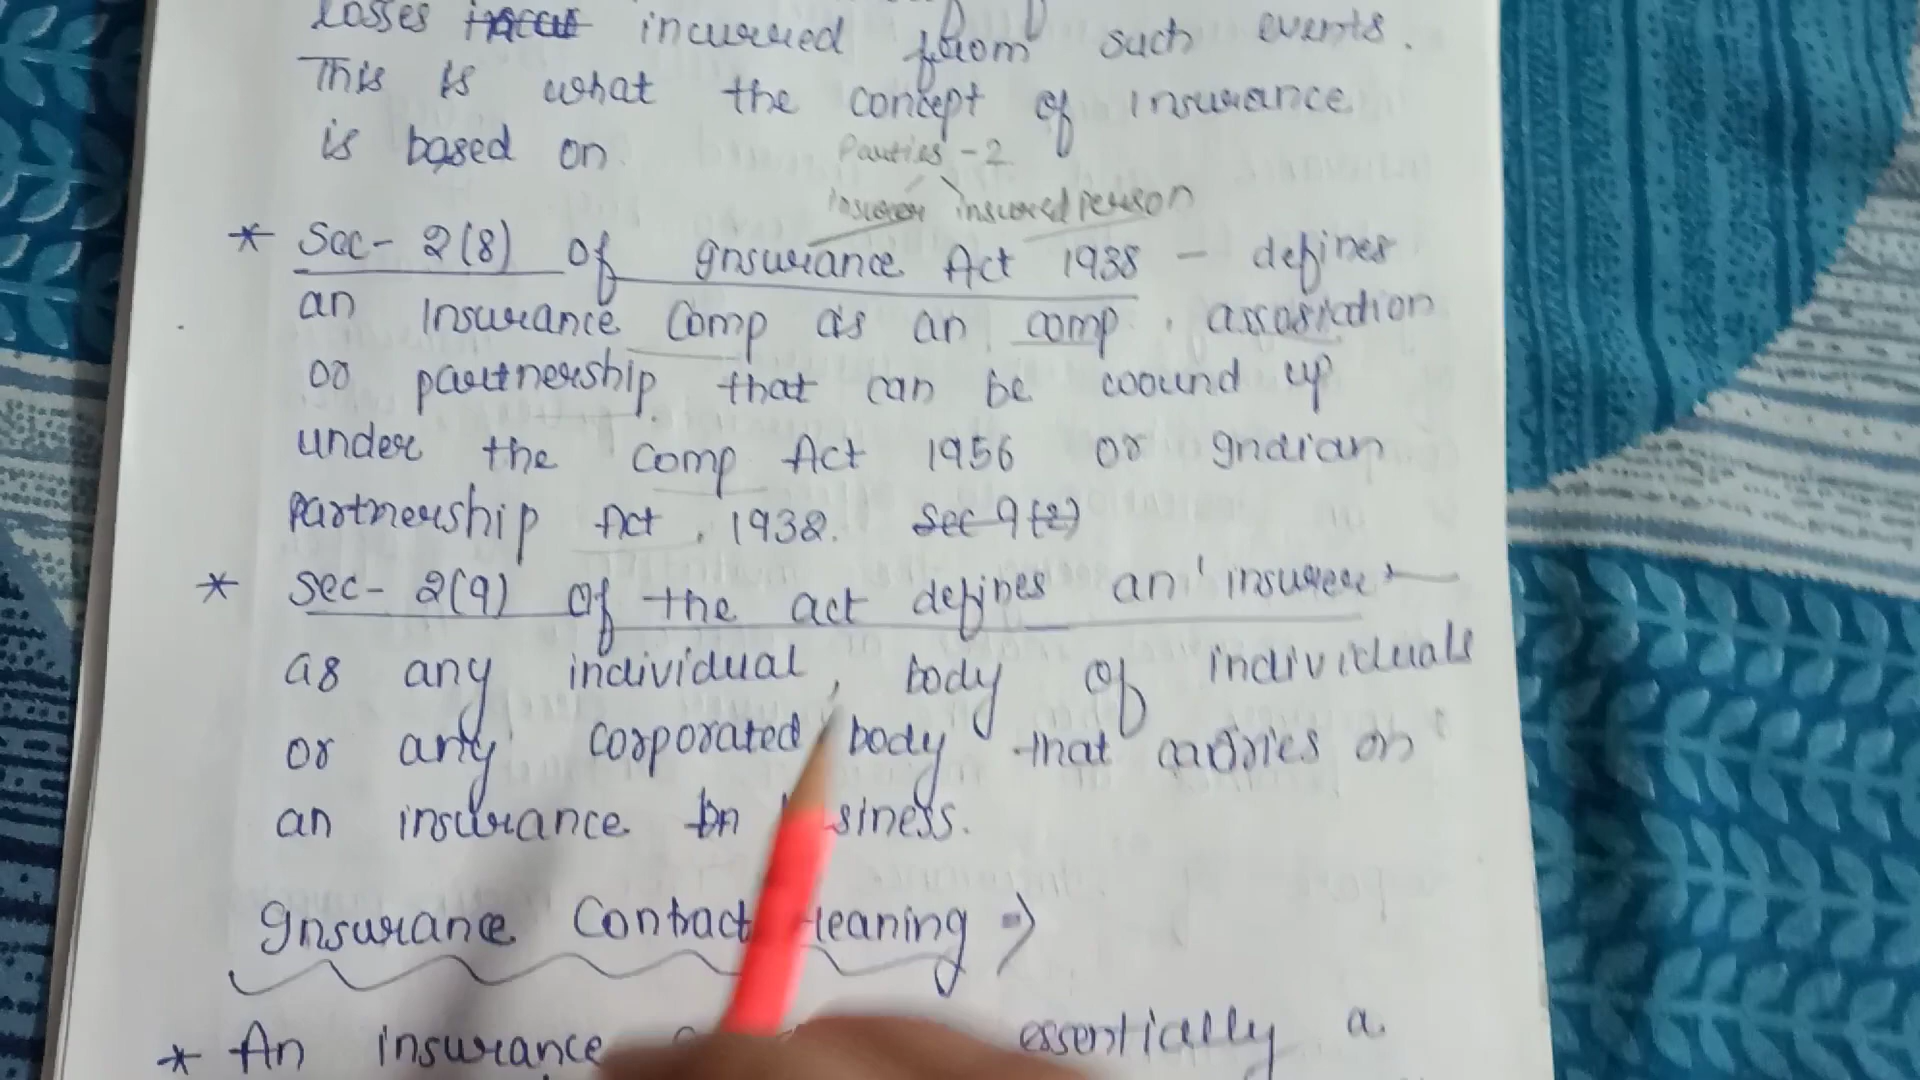 Losses incurred from such events.
This is what the concept of insurance
is based on
Parties - 2
insurer insured person
* Sec- 2(8) of Insurance Act 1938 - defines
an insurance comp as an comp, association
or partnership that can be wound up
under the comp Act 1956 or Indian
partnership Act, 1932. Sec 9(2)
* Sec- 2(9) of the act defines an 'insurer'
as any individual, body of individuals
or any corporated body that carries on
an insurance siness.
Insurance Contract eaning =>
* An insurance essentially a